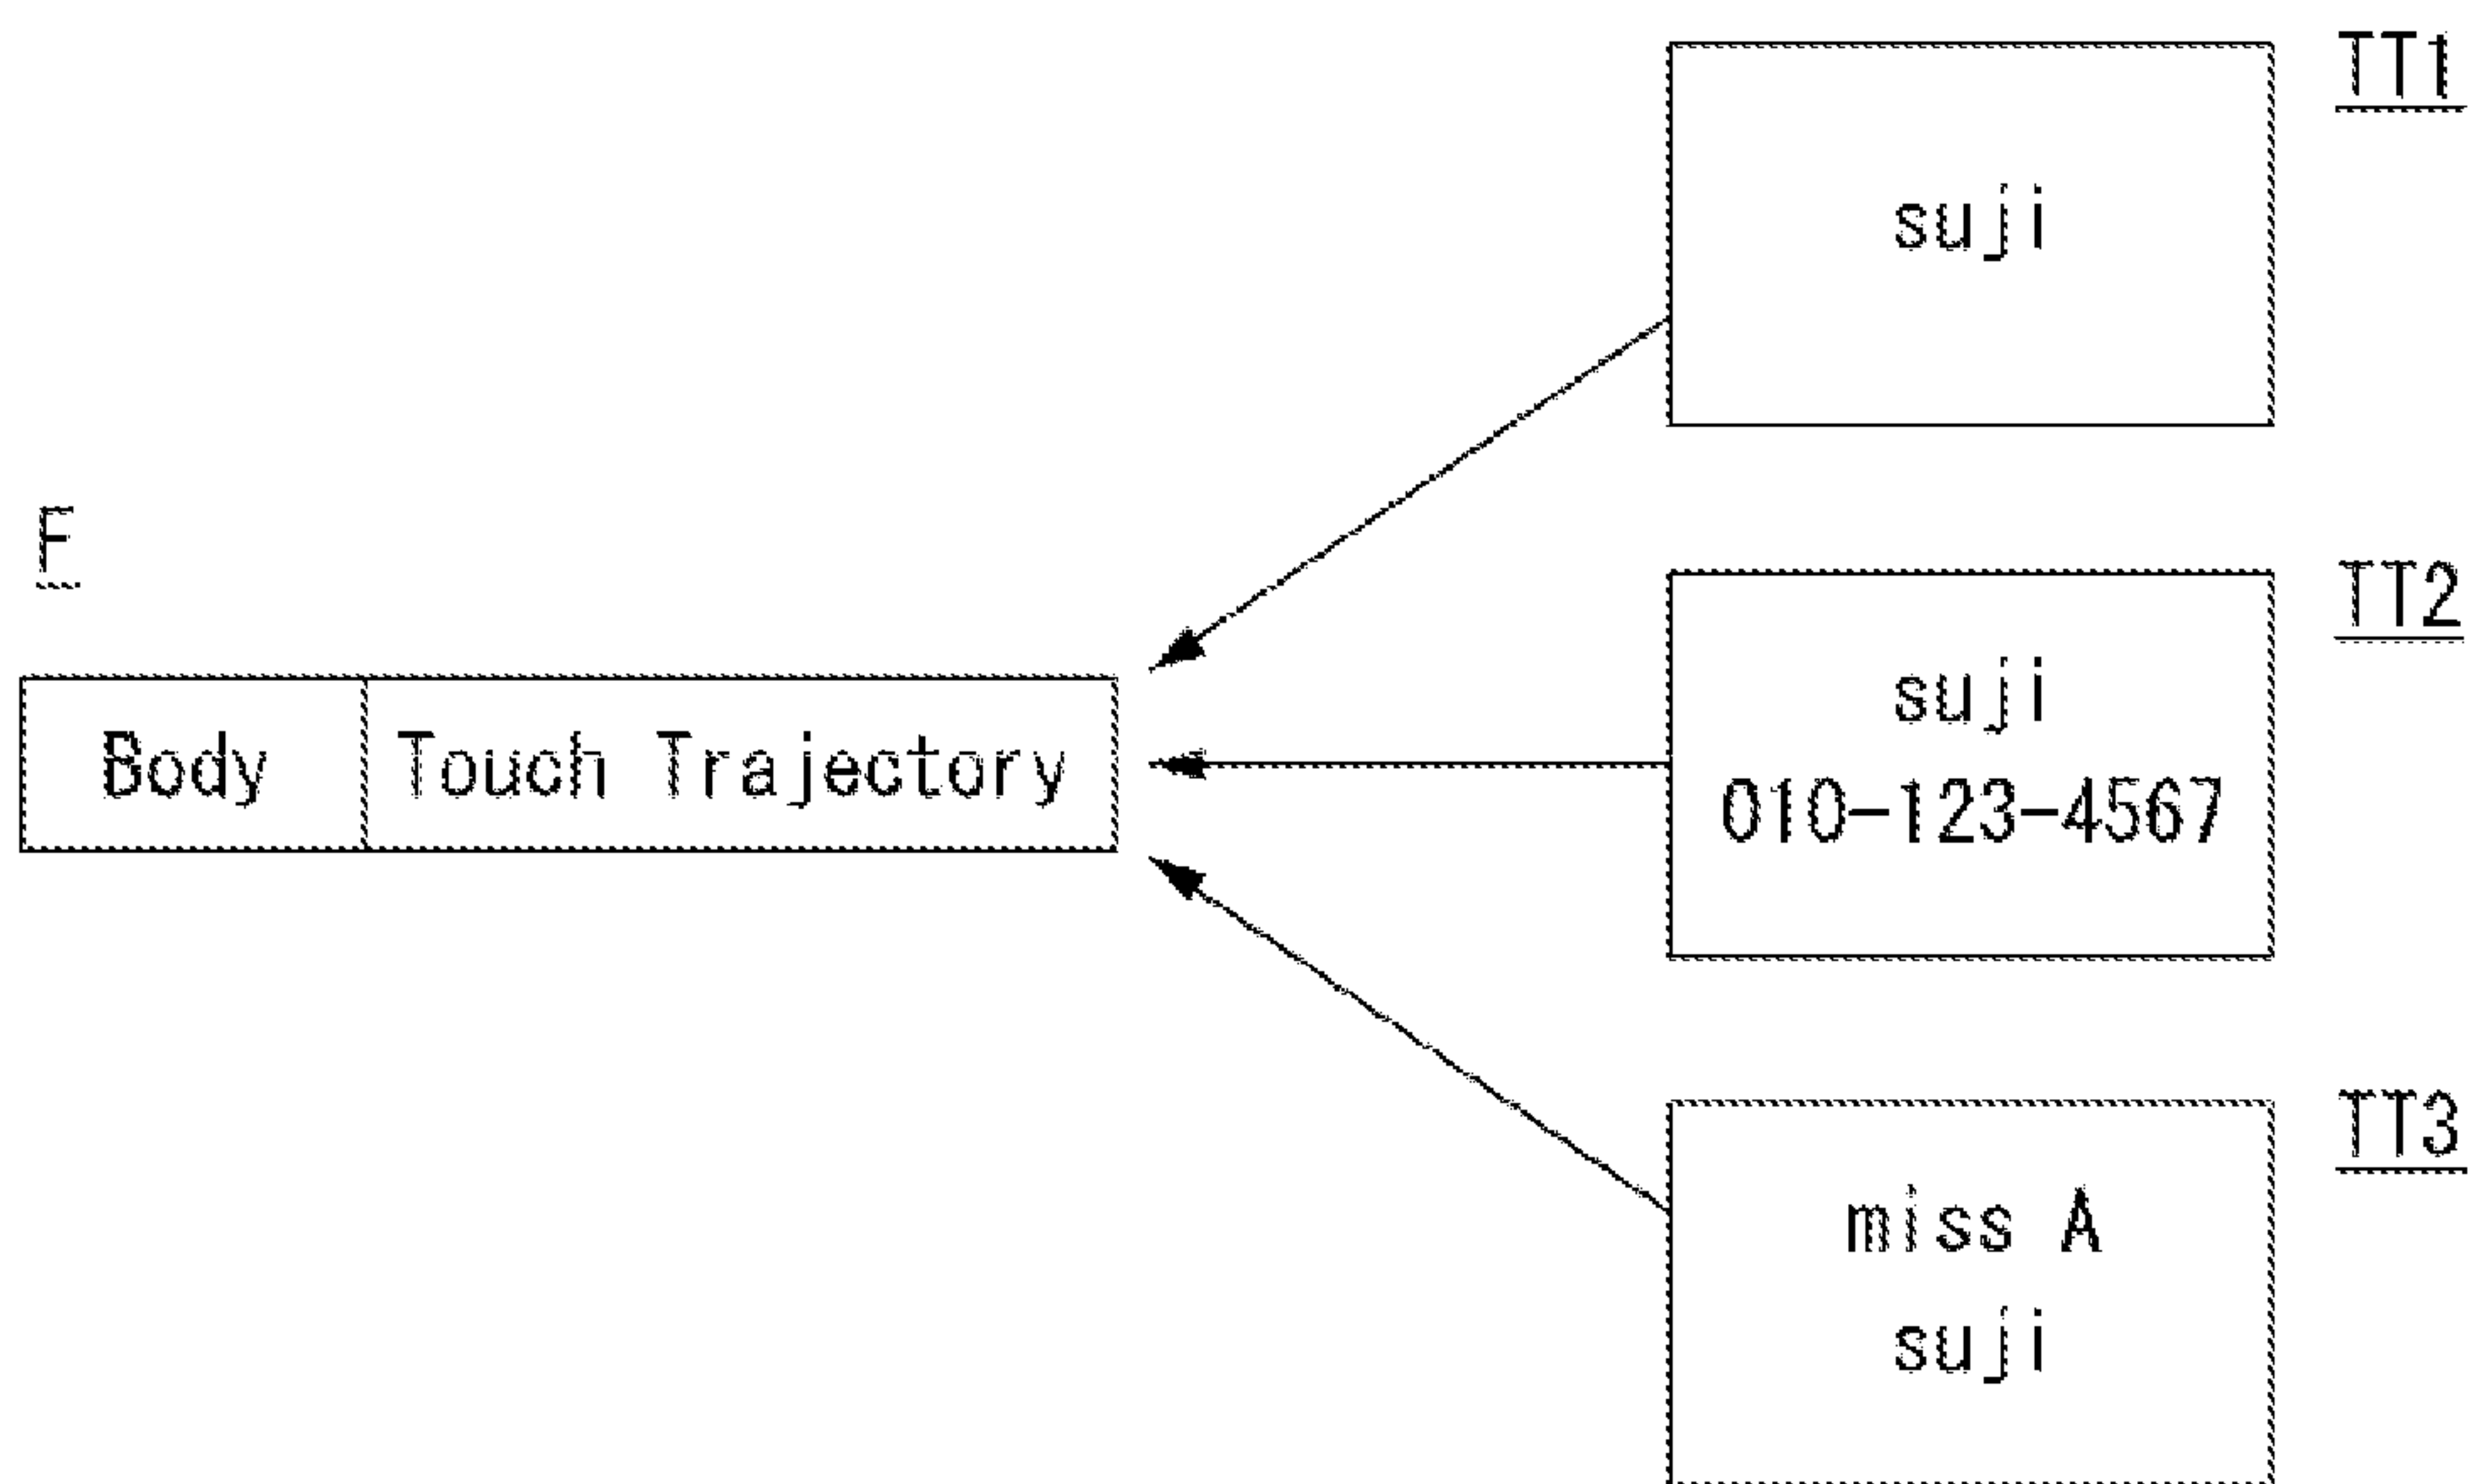 TT1
suji
F
Body Touch Trajectory
TT2
suji
010-123-4567
TT3
miss A
suji